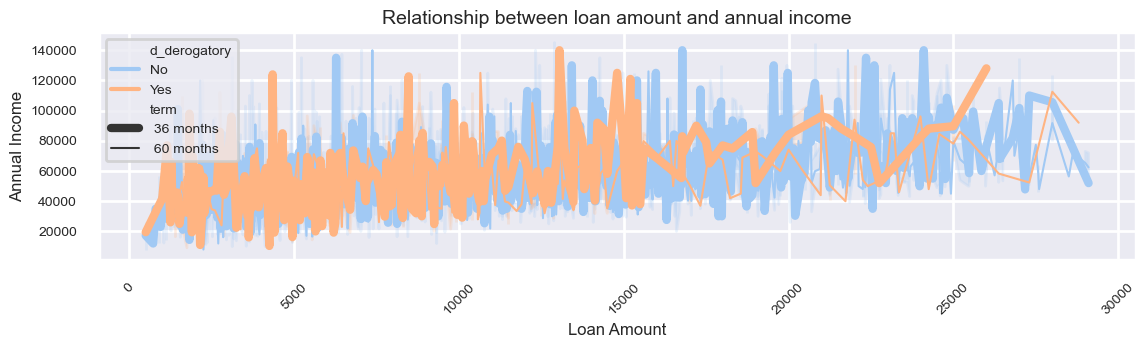 Relationship between loan amount and annual income
Annual Income
140000
120000
100000
80000
60000
40000
20000
d_derogatory
No
Yes
term
36 months
60 months
0
5000
10000
15000
20000
25000
30000
Loan Amount